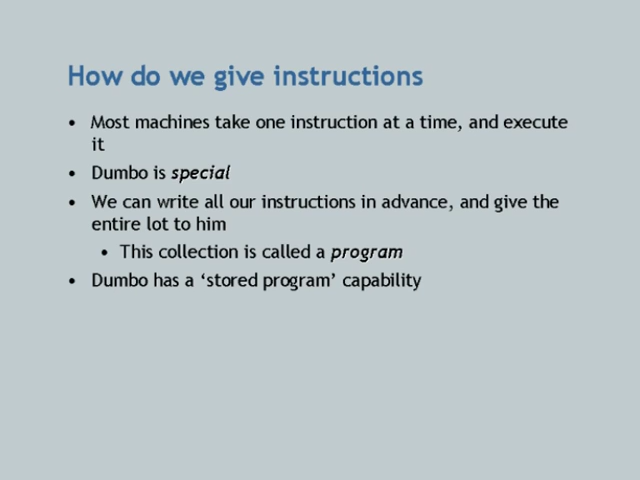 How do we give instructions
• Most machines take one instruction at a time, and execute
it
• Dumbo is special
• We can write all our instructions in advance, and give the
entire lot to him
• This collection is called a program
• Dumbo has a ‘stored program’ capability